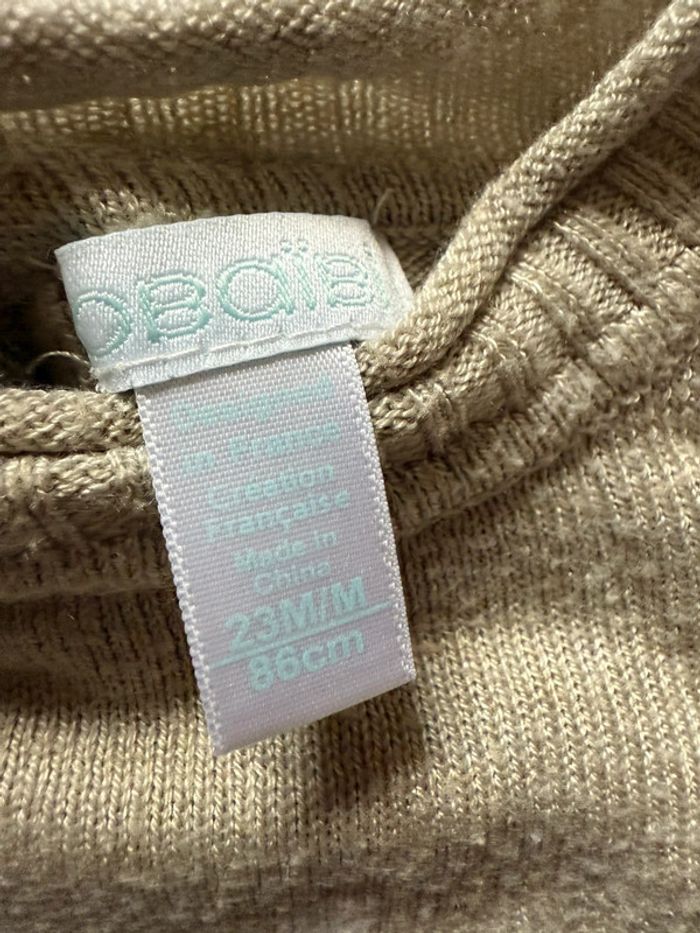 obaïbi
Designed
in France
Création
Française
Made in
China
23M/M
86cm